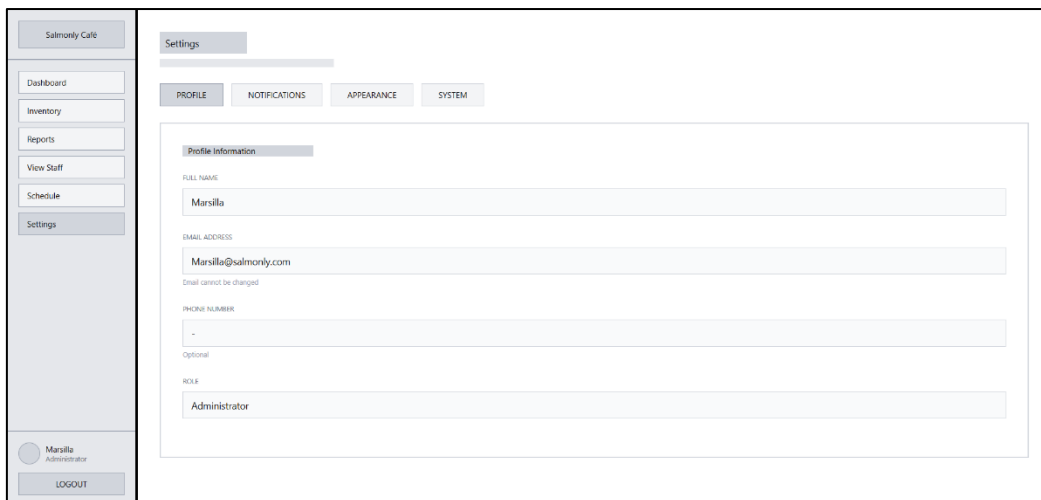 Salmonly Café
Dashboard
Inventory
Reports
View Staff
Schedule
Settings
Marsilla
Administrator
LOGOUT
Settings
PROFILE NOTIFICATIONS APPEARANCE SYSTEM
Profile Information
FULL NAME
Marsilla
EMAIL ADDRESS
Marsilla@salmonly.com
Email cannot be changed
PHONE NUMBER
-
Optional
ROLE
Administrator